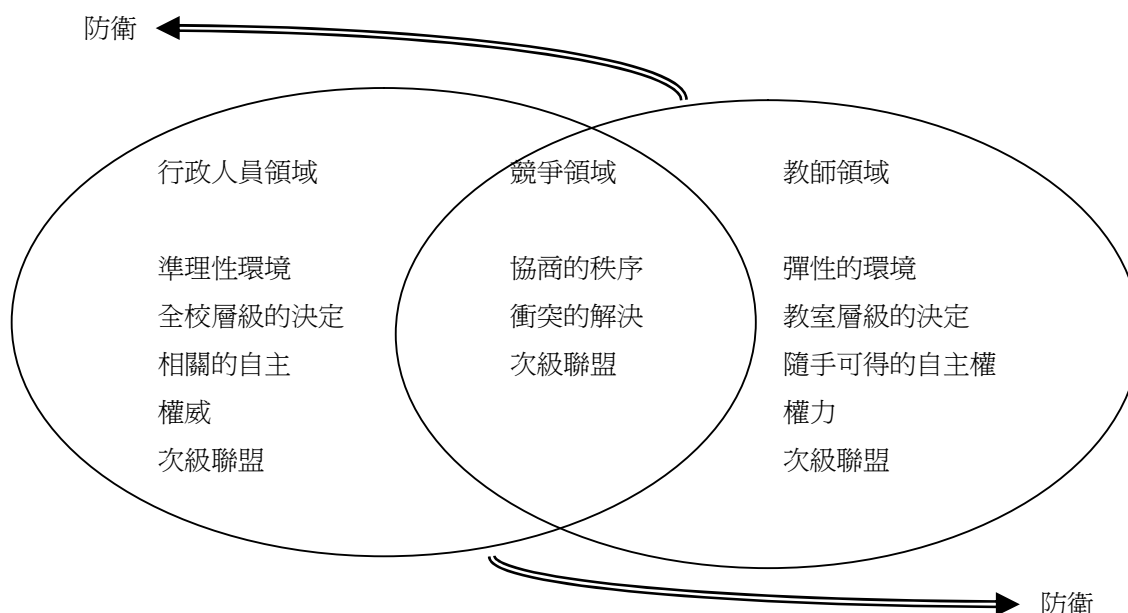 防衛
行政人員領域
準理性環境
全校層級的決定
相關的自主
權威
次級聯盟
競爭領域
協商的秩序
衝突的解決
次級聯盟
教師領域
彈性的環境
教室層級的決定
隨手可得的自主權
權力
次級聯盟
防衛